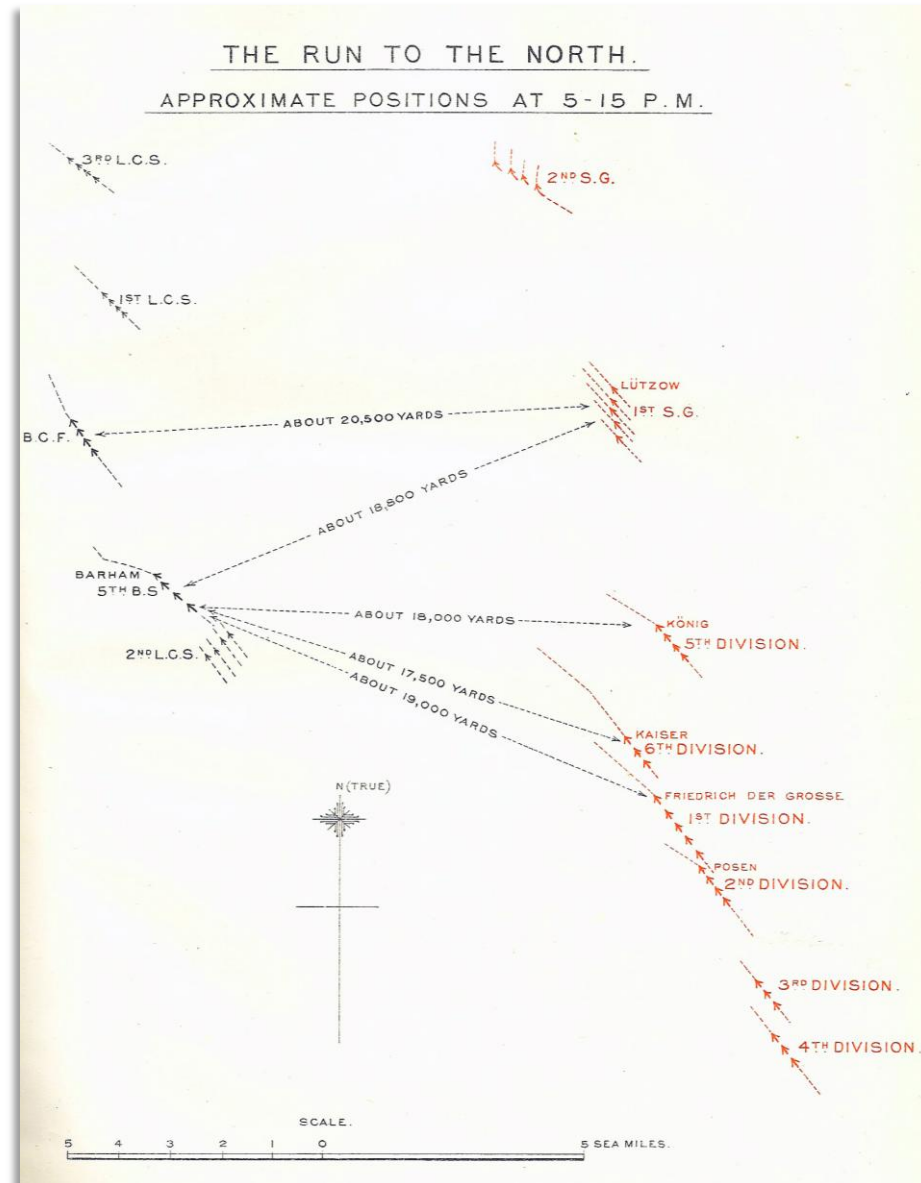 THE RUN TO THE NORTH.
APPROXIMATE POSITIONS AT 5-15 P.M.
3RD L.C.S.
2ND S.G.
1ST L.C.S.
LÜTZOW
1ST S.G.
ABOUT 20,500 YARDS
B.C.F.
ABOUT 18,800 YARDS
BARHAM
5TH B.S
ABOUT 18,000 YARDS
KÖNIG
5TH DIVISION.
2ND L.C.S.
ABOUT 17,500 YARDS
ABOUT 19,000 YARDS
KAISER
6TH DIVISION.
N (TRUE)
FRIEDRICH DER GROSSE
1ST DIVISION.
POSEN
2ND DIVISION.
3RD DIVISION.
4TH DIVISION.
SCALE.
5 4 3 2 1 0 5 SEA MILES.